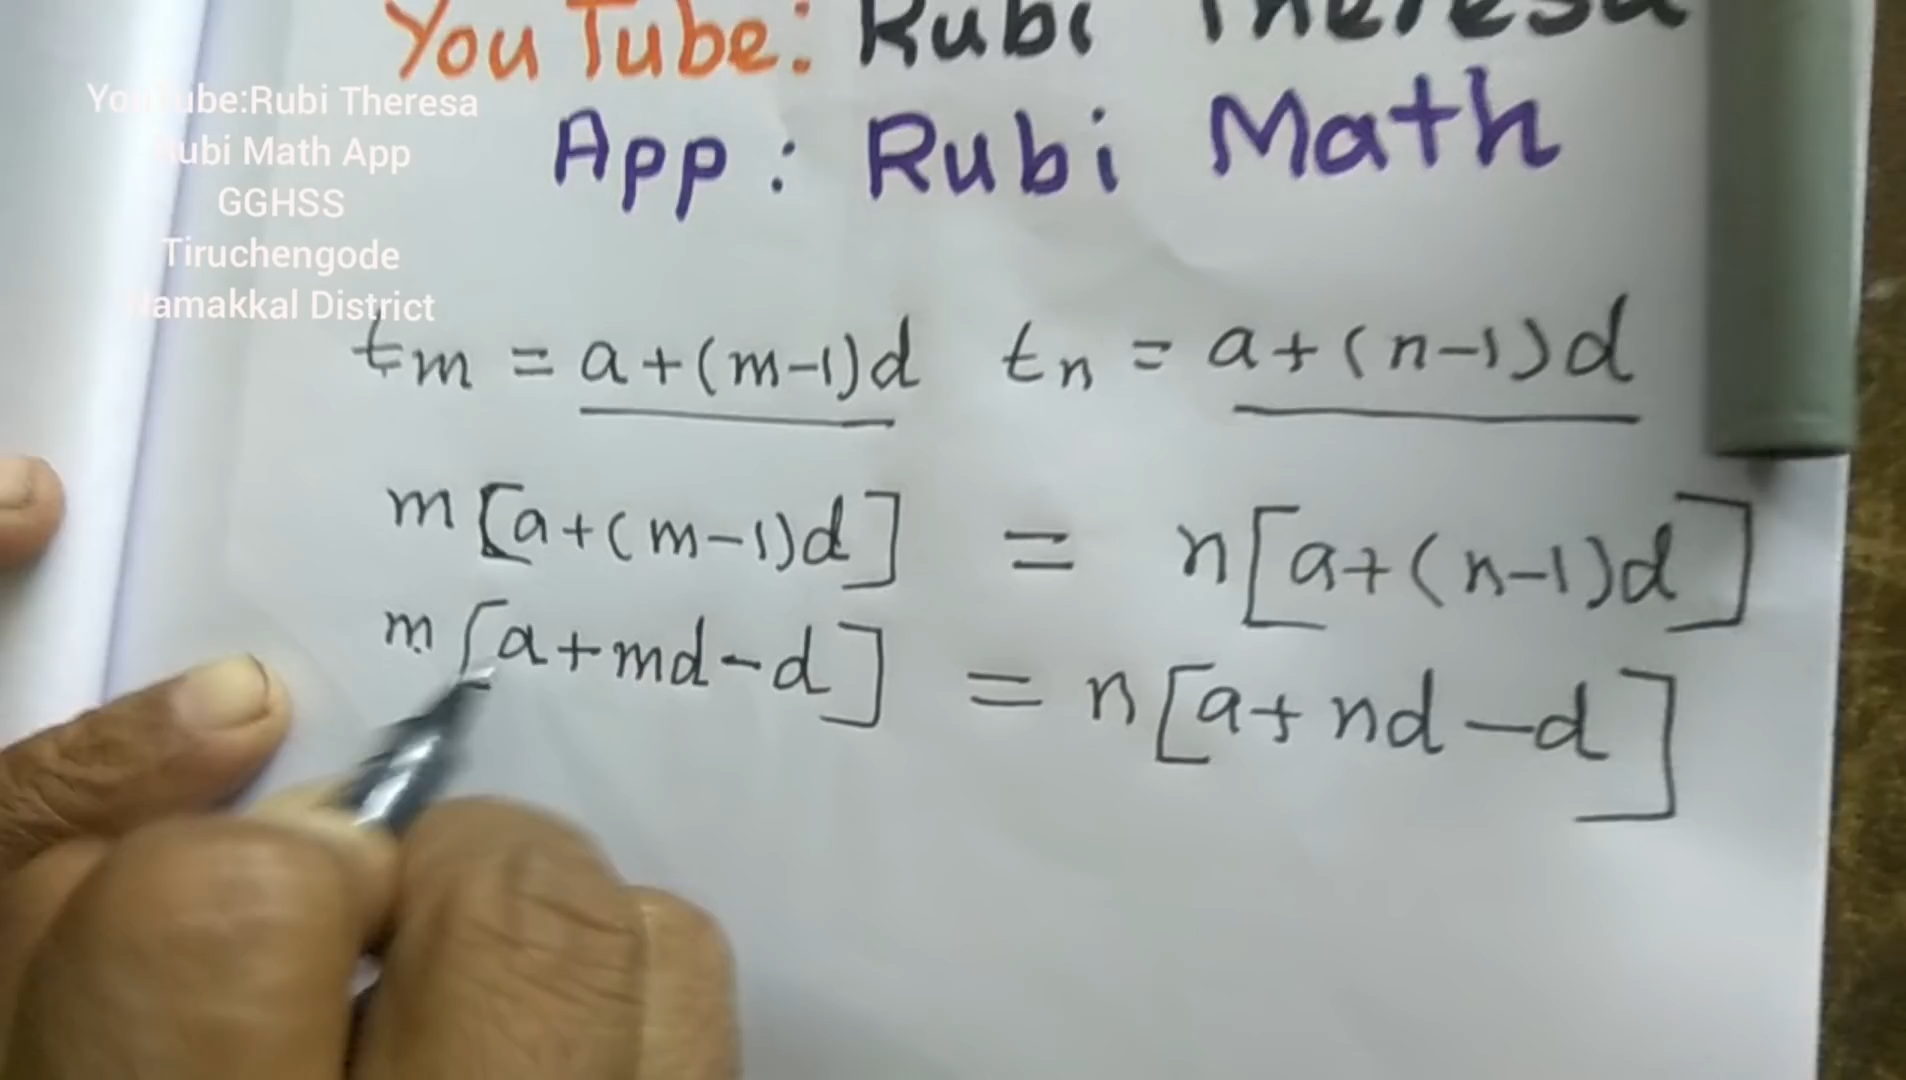 YouTube: Rubi Theresa
App: Rubi Math
YouTube:Rubi Theresa
Rubi Math App
GGHSS
Tiruchengode
Namakkal District
tm = a+(m-1)d tn = a+(n-1)d
m[a+(m-1)d] = n[a+(n-1)d]
m[a+md-d] = n[a+nd-d]